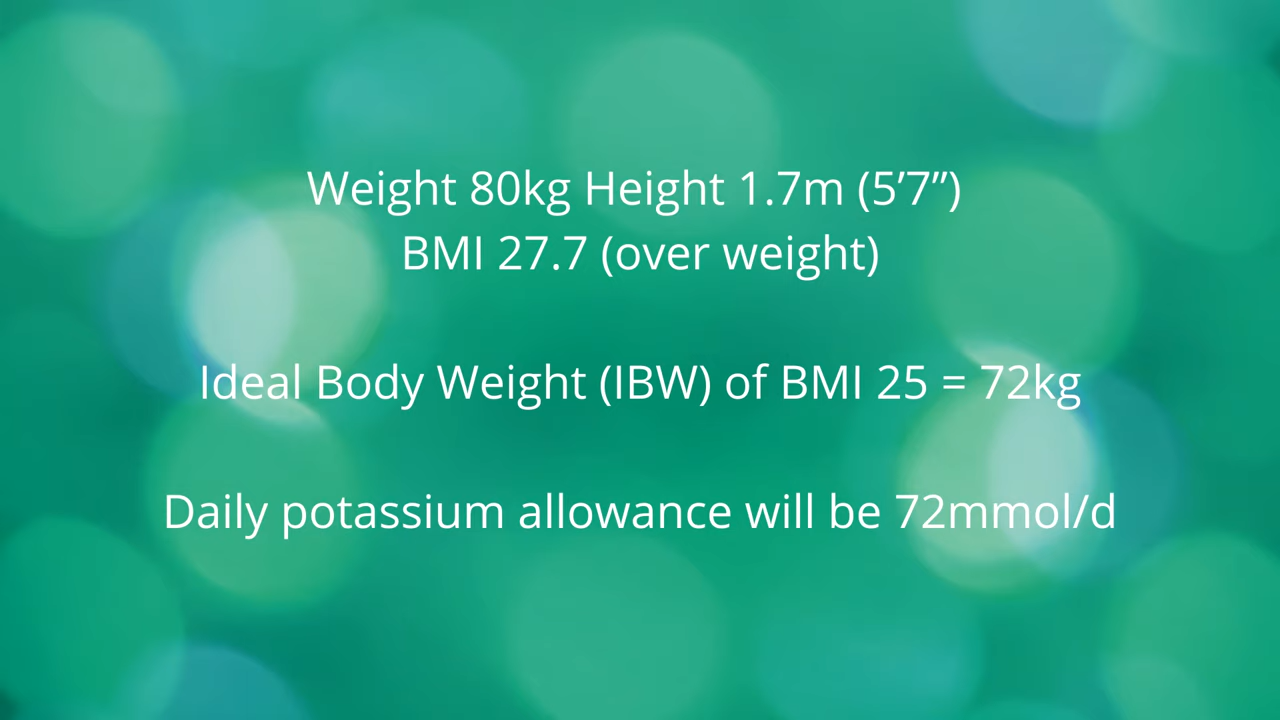 Weight 80kg Height 1.7m (5’7”)
BMI 27.7 (over weight)
Ideal Body Weight (IBW) of BMI 25 = 72kg
Daily potassium allowance will be 72mmol/d